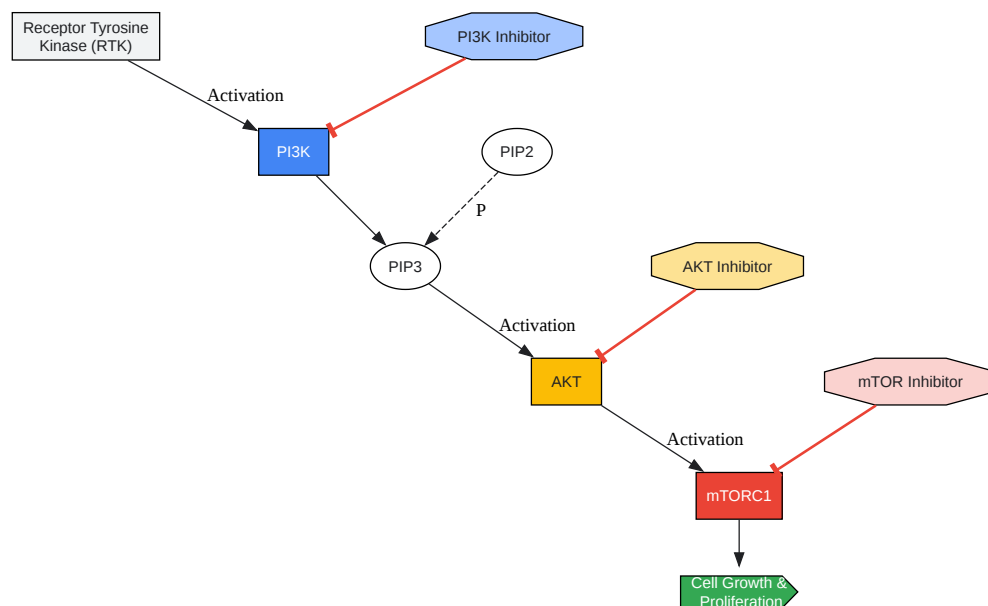 Receptor Tyrosine
Kinase (RTK)
PI3K Inhibitor
Activation
PI3K
PIP2
P
PIP3
AKT Inhibitor
Activation
AKT
mTOR Inhibitor
Activation
mTORC1
Cell Growth &
Proliferation